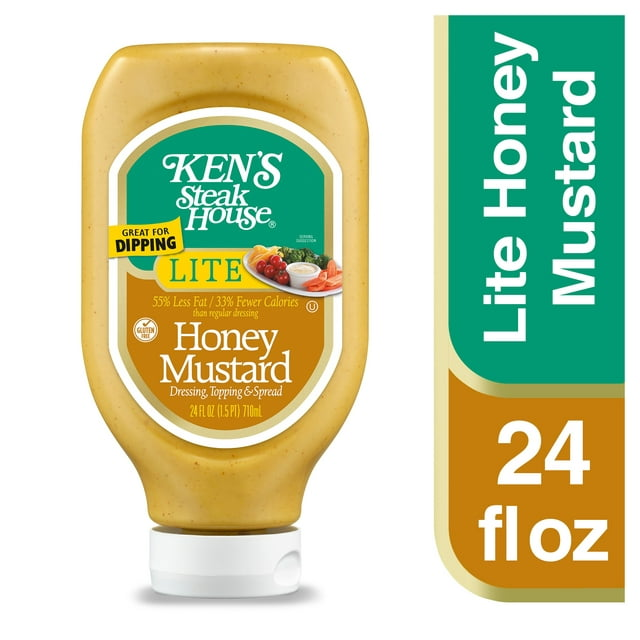 KEN'S
Steak
House®
GREAT FOR
DIPPING
SERVING
SUGGESTION
LITE
55% Less Fat / 33% Fewer Calories
than regular dressing
U
GLUTEN
FREE
Honey
Mustard
Dressing, Topping & Spread
24 FL OZ (1.5 PT) 710mL
Lite Honey
Mustard
24
fl oz